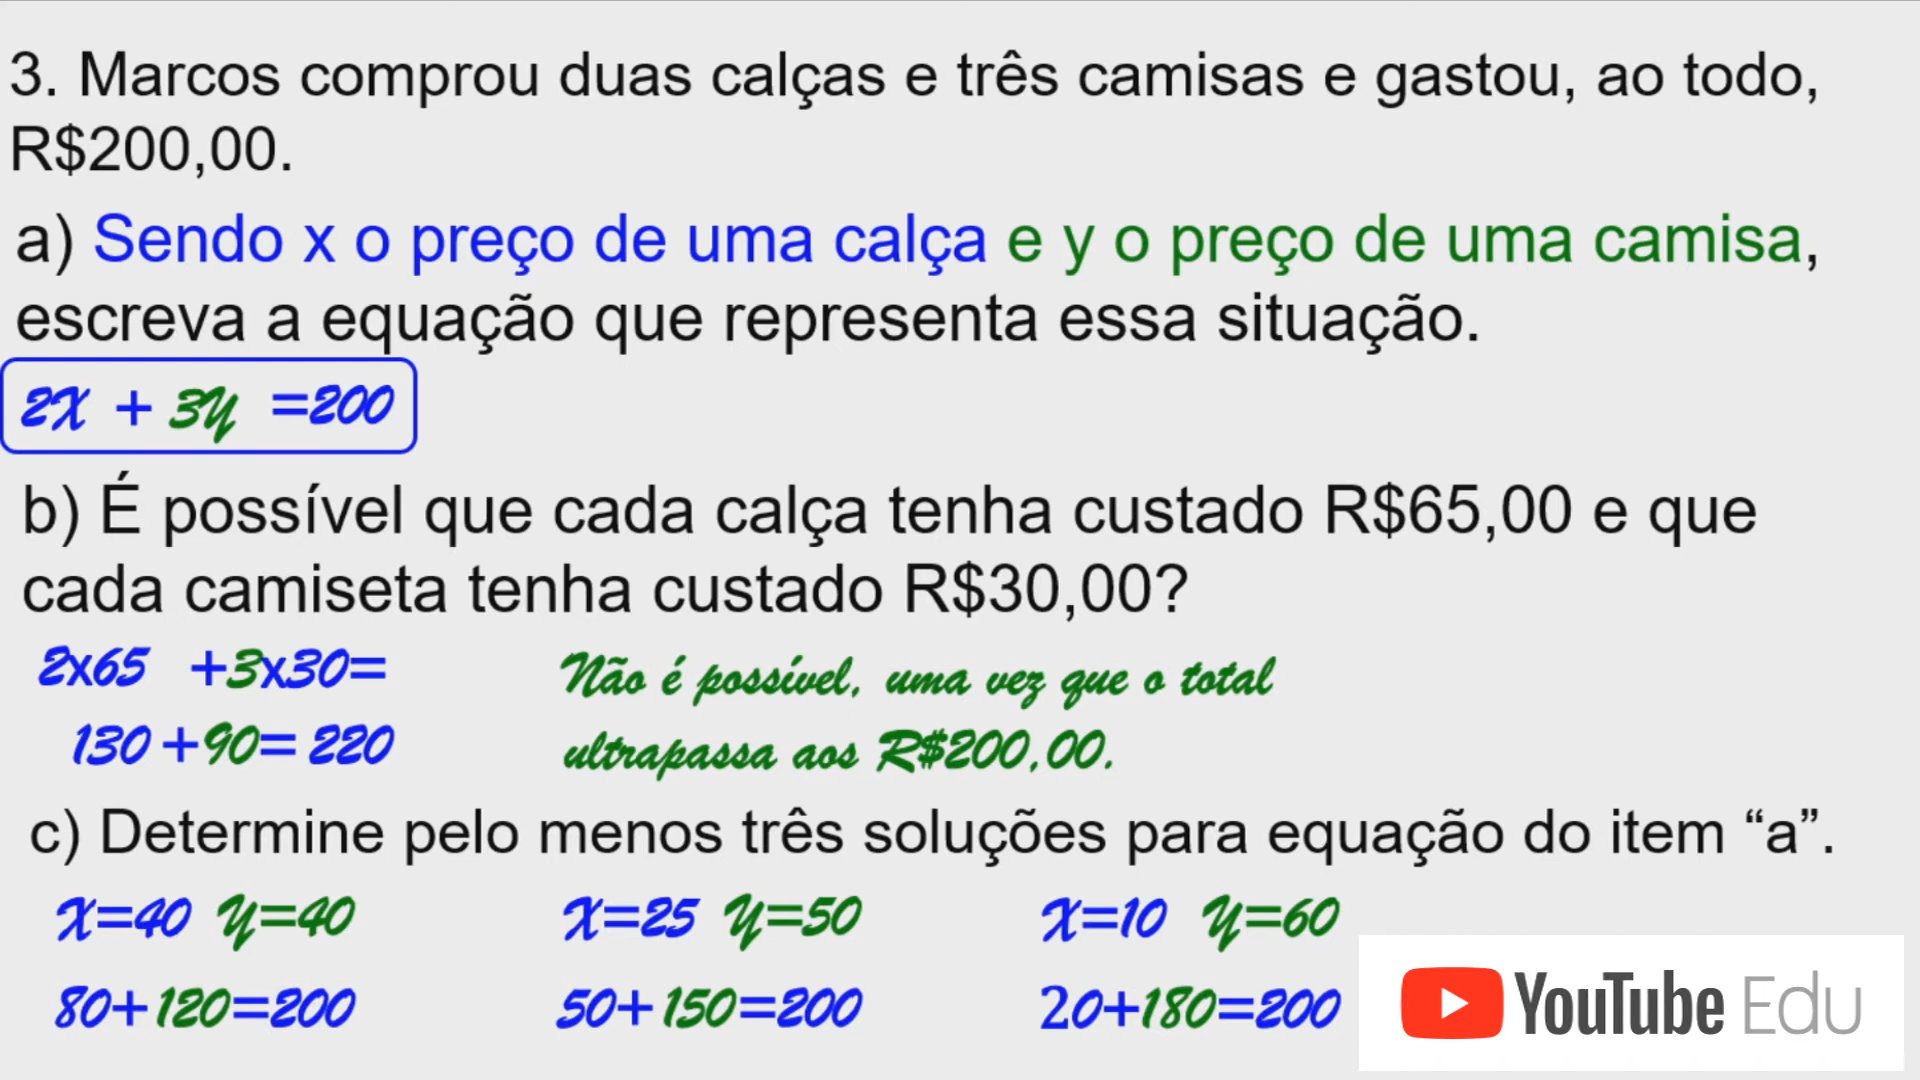 3. Marcos comprou duas calças e três camisas e gastou, ao todo,
R$200,00.
a) Sendo x o preço de uma calça e y o preço de uma camisa,
escreva a equação que representa essa situação.
2X + 3Y =200
b) É possível que cada calça tenha custado R$65,00 e que
cada camiseta tenha custado R$30,00?
2x65 +3x30=
130 +90= 220
Não é possível, uma vez que o total
ultrapassa aos R$200,00.
c) Determine pelo menos três soluções para equação do item “a”.
X=40 Y=40 X=25 Y=50 X=10 Y=60
80+120=200 50+150=200 20+180=200
YouTube Edu